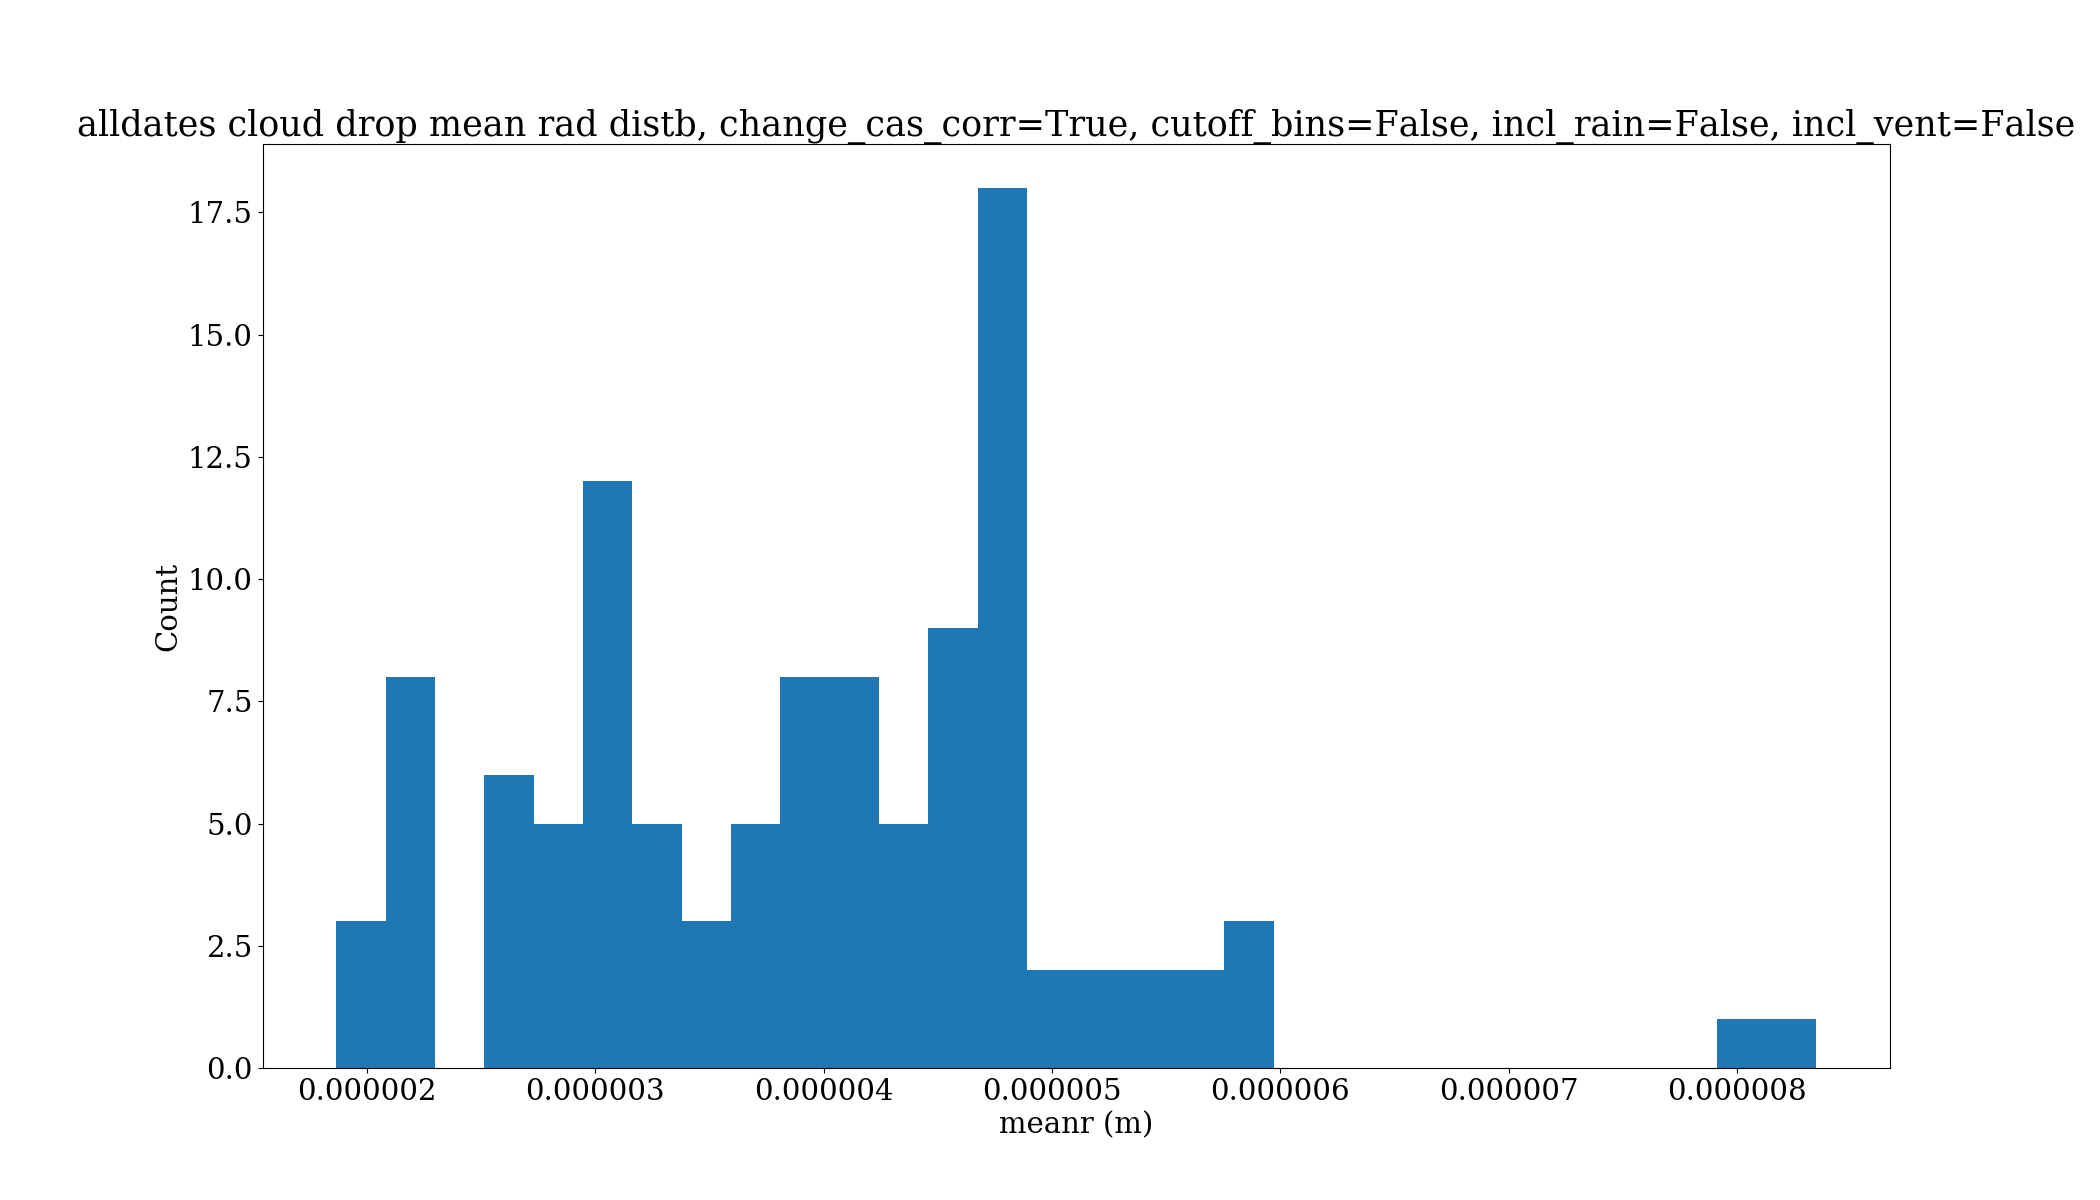 alldates cloud drop mean rad distb, change_cas_corr=True, cutoff_bins=False, incl_rain=False, incl_vent=False
17.5
15.0
12.5
10.0
7.5
5.0
2.5
0.0
Count
0.000002 0.000003 0.000004 0.000005 0.000006 0.000007 0.000008
meanr (m)